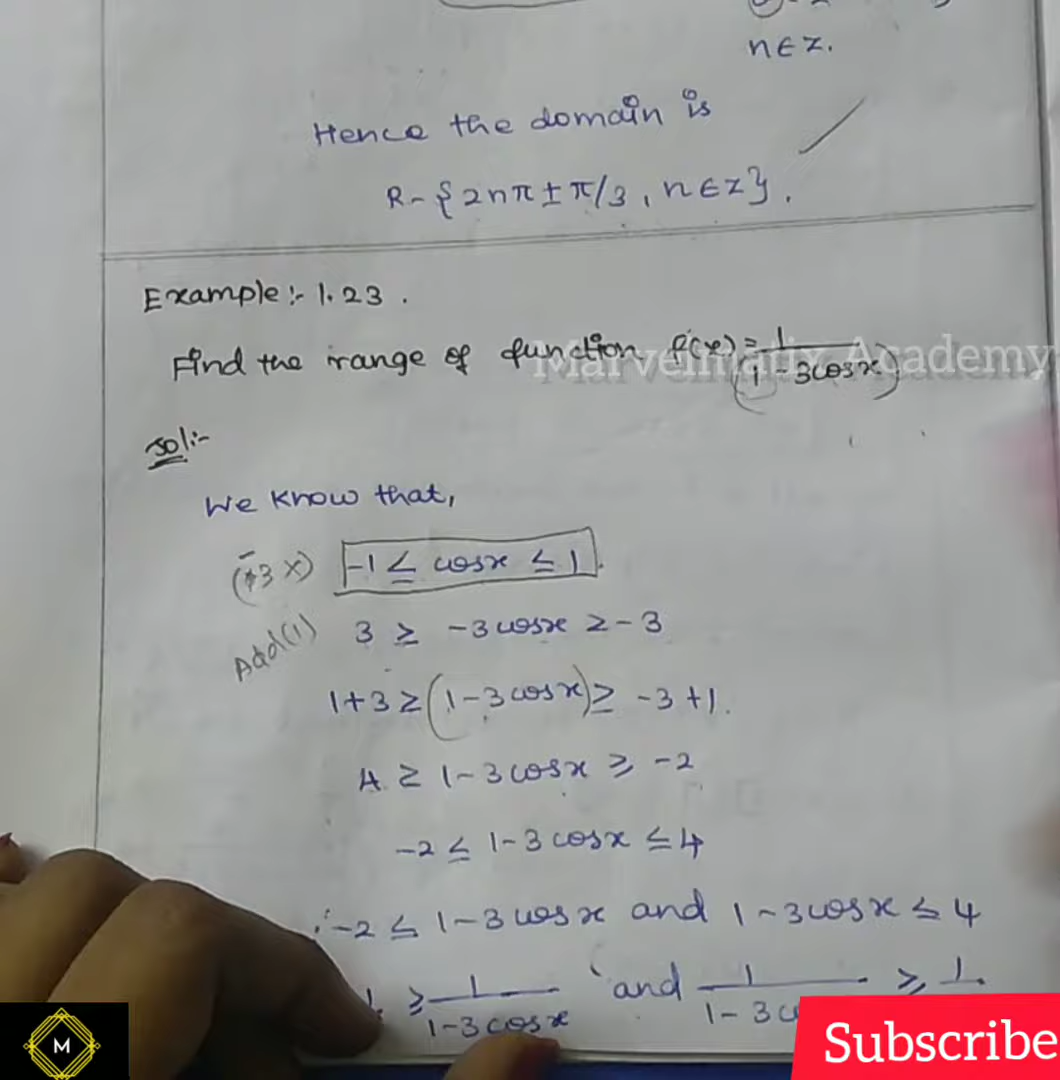 n∈z.
Hence the domain is
R-{2nπ±π/3, n∈z}.
Example:- 1.23.
Find the range of function f(x)=1/(1-3cosx)
Marvelmatix Academy
Sol:-
We know that,
-1≤ cosx ≤1.
Add(1) 3 ≥ -3cosx ≥-3
1+3≥(1-3cosx)≥ -3+1.
4 ≥ 1-3cosx ≥ -2
-2≤ 1-3cosx ≤4
∴-2≤ 1-3cosx and 1-3cosx≤4
≥ 1/1-3cosx and 1/1-3c ≥ 1
M
Subscribe